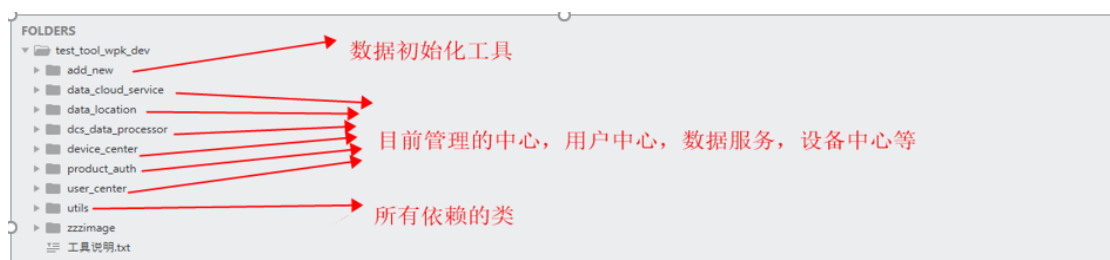 FOLDERS
test_tool_wpk_dev
数据初始化工具
add_new
data_cloud_service
data_location
dcs_data_processor
目前管理的中心，用户中心，数据服务，设备中心等
device_center
product_auth
user_center
utils
所有依赖的类
zzzimage
工具说明.txt